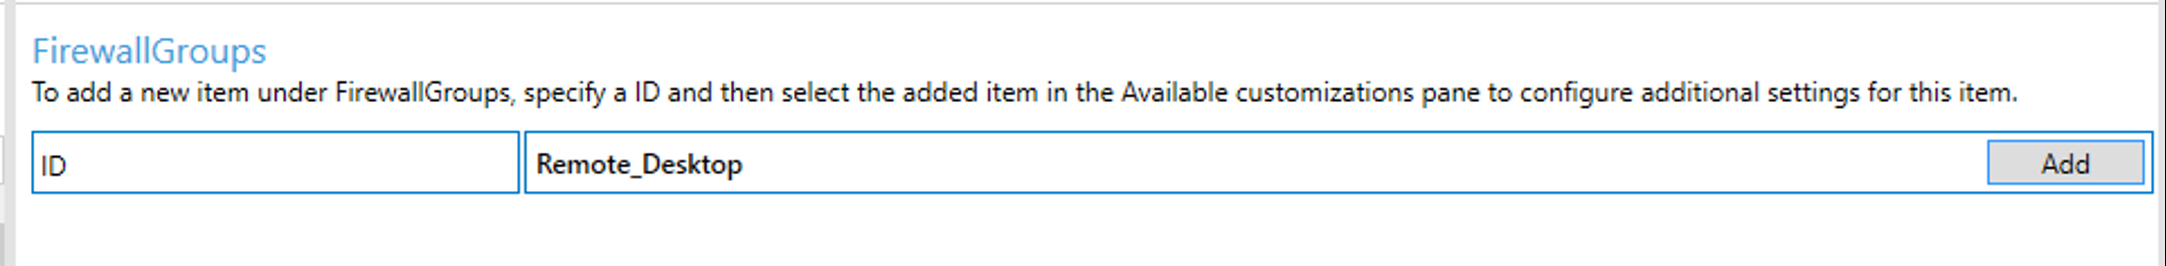 FirewallGroups
To add a new item under FirewallGroups, specify a ID and then select the added item in the Available customizations pane to configure additional settings for this item.
ID Remote_Desktop Add